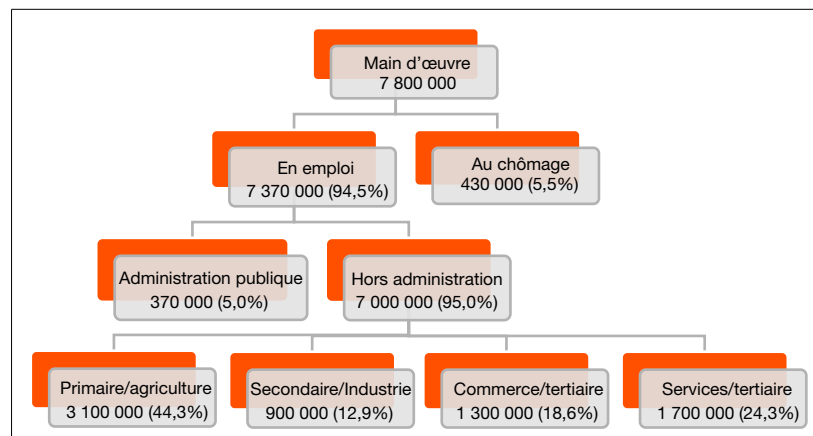 Main d’œuvre
7 800 000
En emploi
7 370 000 (94,5%)
Au chômage
430 000 (5,5%)
Administration publique
370 000 (5,0%)
Hors administration
7 000 000 (95,0%)
Primaire/agriculture
3 100 000 (44,3%)
Secondaire/Industrie
900 000 (12,9%)
Commerce/tertiaire
1 300 000 (18,6%)
Services/tertiaire
1 700 000 (24,3%)